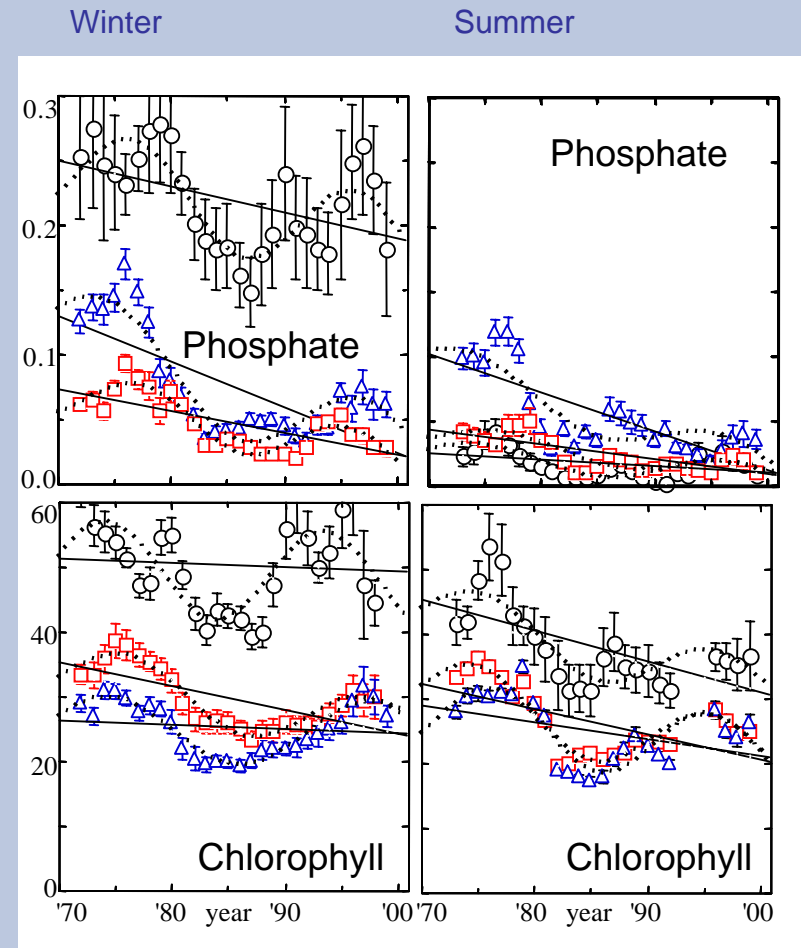 Winter Summer
0.3
Phosphate
0.2
Phosphate
0.1
0.0
60
40
20
Chlorophyll Chlorophyll
0
'70 '80 year '90 '00 '70 '80 year '90 '00